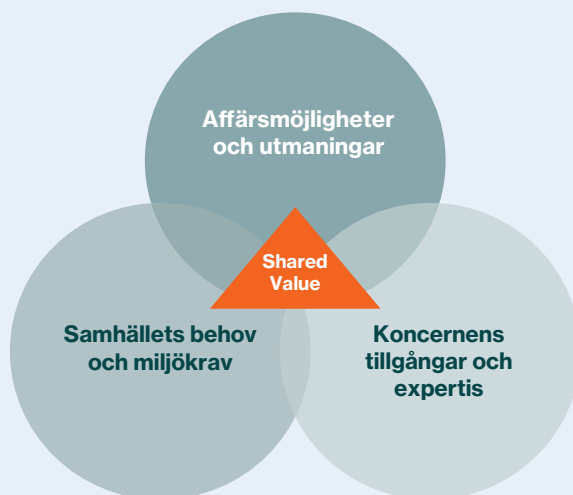 Affärsmöjligheter
och utmaningar
Shared
Value
Samhällets behov
och miljökrav
Koncernens
tillgångar och
expertis